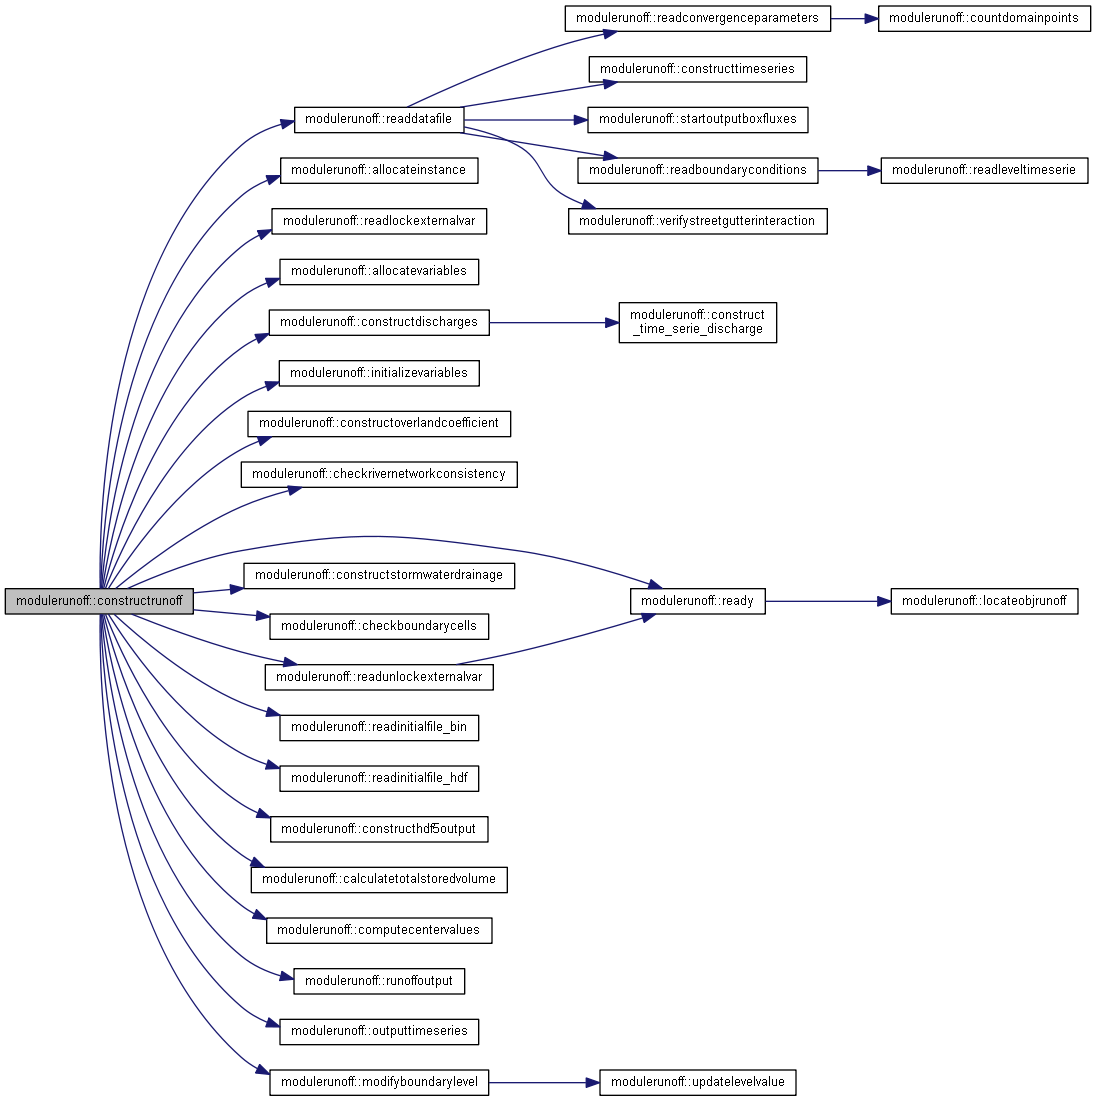 modulerunoff::readconvergenceparameters
modulerunoff::countdomainpoints
modulerunoff::constructtimeseries
modulerunoff::readdatafile
modulerunoff::startoutputboxfluxes
modulerunoff::allocateinstance
modulerunoff::readboundaryconditions
modulerunoff::readleveltimeserie
modulerunoff::readlockexternalvar
modulerunoff::verifystreetgutterinteraction
modulerunoff::allocatevariables
modulerunoff::constructdischarges
modulerunoff::construct
_time_serie_discharge
modulerunoff::initializevariables
modulerunoff::constructoverlandcoefficient
modulerunoff::checkrivernetworkconsistency
modulerunoff::constructstormwaterdrainage
modulerunoff::constructrunoff
modulerunoff::ready
modulerunoff::locateobjrunoff
modulerunoff::checkboundarycells
modulerunoff::readunlockexternalvar
modulerunoff::readinitialfile_bin
modulerunoff::readinitialfile_hdf
modulerunoff::constructhdf5output
modulerunoff::calculatetotalstoredvolume
modulerunoff::computecentervalues
modulerunoff::runoffoutput
modulerunoff::outputtimeseries
modulerunoff::modifyboundarylevel
modulerunoff::updatelevelvalue